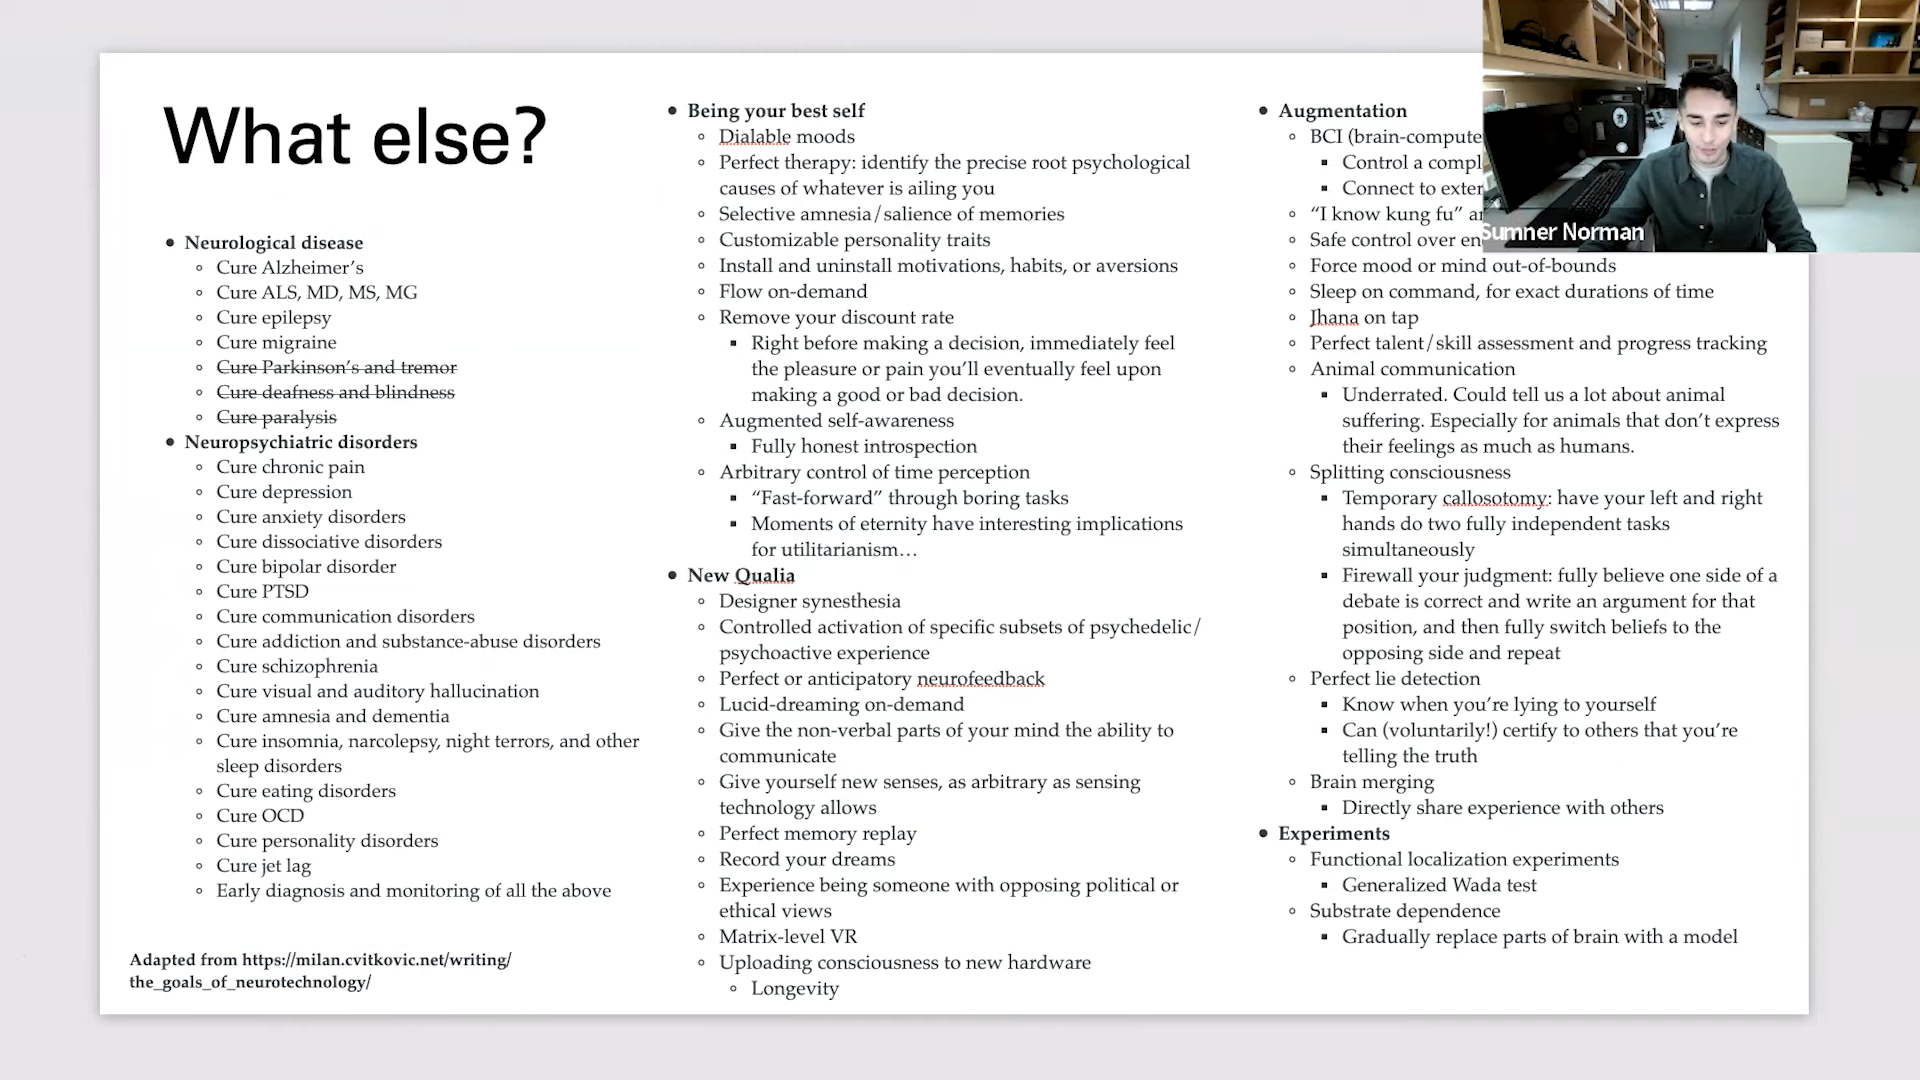 What else?
• Neurological disease
◦ Cure Alzheimer’s
◦ Cure ALS, MD, MS, MG
◦ Cure epilepsy
◦ Cure migraine
◦ Cure Parkinson’s and tremor
◦ Cure deafness and blindness
◦ Cure paralysis
• Neuropsychiatric disorders
◦ Cure chronic pain
◦ Cure depression
◦ Cure anxiety disorders
◦ Cure dissociative disorders
◦ Cure bipolar disorder
◦ Cure PTSD
◦ Cure communication disorders
◦ Cure addiction and substance-abuse disorders
◦ Cure schizophrenia
◦ Cure visual and auditory hallucination
◦ Cure amnesia and dementia
◦ Cure insomnia, narcolepsy, night terrors, and other
sleep disorders
◦ Cure eating disorders
◦ Cure OCD
◦ Cure personality disorders
◦ Cure jet lag
◦ Early diagnosis and monitoring of all the above
Adapted from https://milan.cvitkovic.net/writing/
the_goals_of_neurotechnology/
• Being your best self
◦ Dialable moods
◦ Perfect therapy: identify the precise root psychological
causes of whatever is ailing you
◦ Selective amnesia/salience of memories
◦ Customizable personality traits
◦ Install and uninstall motivations, habits, or aversions
◦ Flow on-demand
◦ Remove your discount rate
▪ Right before making a decision, immediately feel
the pleasure or pain you’ll eventually feel upon
making a good or bad decision.
◦ Augmented self-awareness
▪ Fully honest introspection
◦ Arbitrary control of time perception
▪ “Fast-forward” through boring tasks
▪ Moments of eternity have interesting implications
for utilitarianism…
• New Qualia
◦ Designer synesthesia
◦ Controlled activation of specific subsets of psychedelic/
psychoactive experience
◦ Perfect or anticipatory neurofeedback
◦ Lucid-dreaming on-demand
◦ Give the non-verbal parts of your mind the ability to
communicate
◦ Give yourself new senses, as arbitrary as sensing
technology allows
◦ Perfect memory replay
◦ Record your dreams
◦ Experience being someone with opposing political or
ethical views
◦ Matrix-level VR
◦ Uploading consciousness to new hardware
◦ Longevity
• Augmentation
◦ BCI (brain-compute
▪ Control a compl
▪ Connect to exter
◦ “I know kung fu” a
◦ Safe control over en
◦ Force mood or mind out-of-bounds
◦ Sleep on command, for exact durations of time
◦ Jhana on tap
◦ Perfect talent/skill assessment and progress tracking
◦ Animal communication
▪ Underrated. Could tell us a lot about animal
suffering. Especially for animals that don’t express
their feelings as much as humans.
◦ Splitting consciousness
▪ Temporary callosotomy: have your left and right
hands do two fully independent tasks
simultaneously
▪ Firewall your judgment: fully believe one side of a
debate is correct and write an argument for that
position, and then fully switch beliefs to the
opposing side and repeat
◦ Perfect lie detection
▪ Know when you’re lying to yourself
▪ Can (voluntarily!) certify to others that you’re
telling the truth
◦ Brain merging
▪ Directly share experience with others
• Experiments
◦ Functional localization experiments
▪ Generalized Wada test
◦ Substrate dependence
▪ Gradually replace parts of brain with a model
Sumner Norman